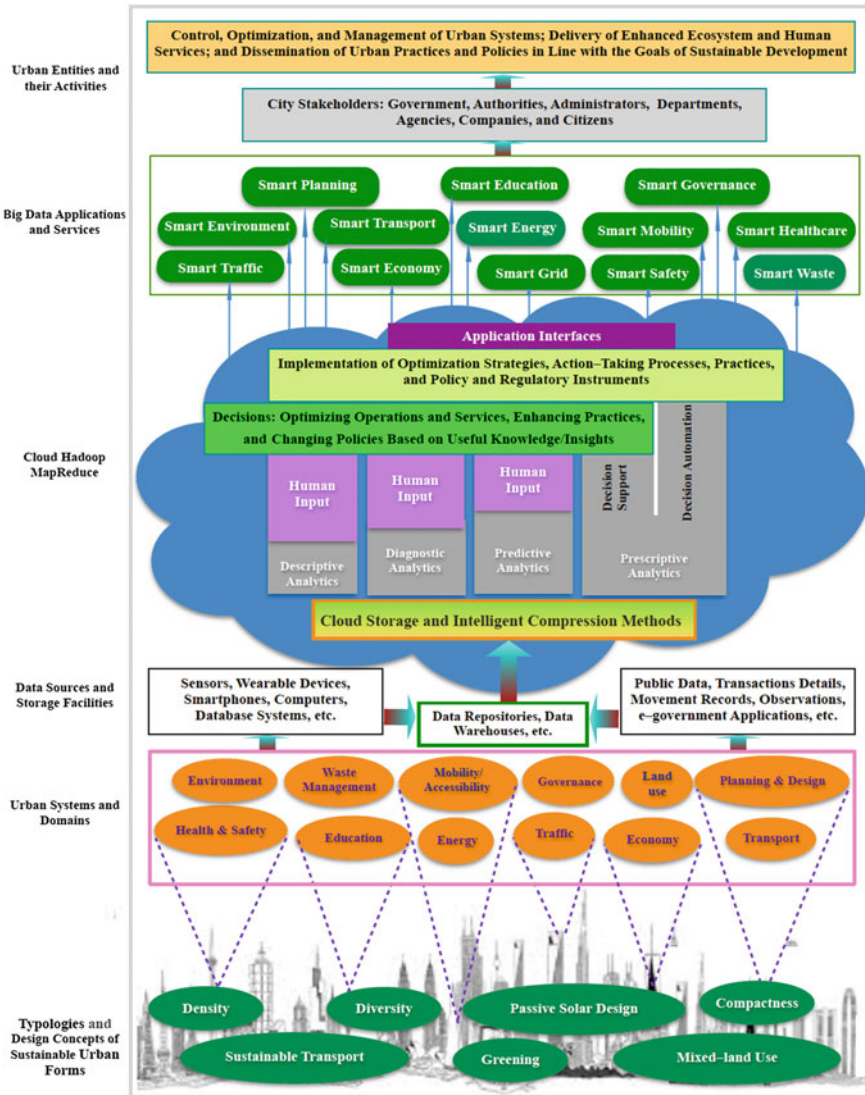 Control, Optimization, and Management of Urban Systems; Delivery of Enhanced Ecosystem and Human
Services; and Dissemination of Urban Practices and Policies in Line with the Goals of Sustainable Development
Urban Entities and
their Activities
City Stakeholders: Government, Authorities, Administrators, Departments,
Agencies, Companies, and Citizens
Big Data Applications
and Services
Smart Planning
Smart Education
Smart Governance
Smart Environment
Smart Transport
Smart Energy
Smart Mobility
Smart Healthcare
Smart Traffic
Smart Economy
Smart Grid
Smart Safety
Smart Waste
Cloud Hadoop
MapReduce
Application Interfaces
Implementation of Optimization Strategies, Action–Taking Processes, Practices,
and Policy and Regulatory Instruments
Decisions: Optimizing Operations and Services, Enhancing Practices,
and Changing Policies Based on Useful Knowledge/Insights
Human
Input
Human
Input
Human
Input
Decision
Support
Decision Automation
Descriptive
Analytics
Diagnostic
Analytics
Predictive
Analytics
Prescriptive
Analytics
Cloud Storage and Intelligent Compression Methods
Data Sources and
Storage Facilities
Sensors, Wearable Devices,
Smartphones, Computers,
Database Systems, etc.
Data Repositories, Data
Warehouses, etc.
Public Data, Transactions Details,
Movement Records, Observations,
e–government Applications, etc.
Urban Systems and
Domains
Environment
Waste
Management
Mobility/
Accessibility
Governance
Land
use
Planning & Design
Health & Safety
Education
Energy
Traffic
Economy
Transport
Typologies and
Design Concepts of
Sustainable Urban
Forms
Density
Diversity
Passive Solar Design
Compactness
Sustainable Transport
Greening
Mixed–land Use